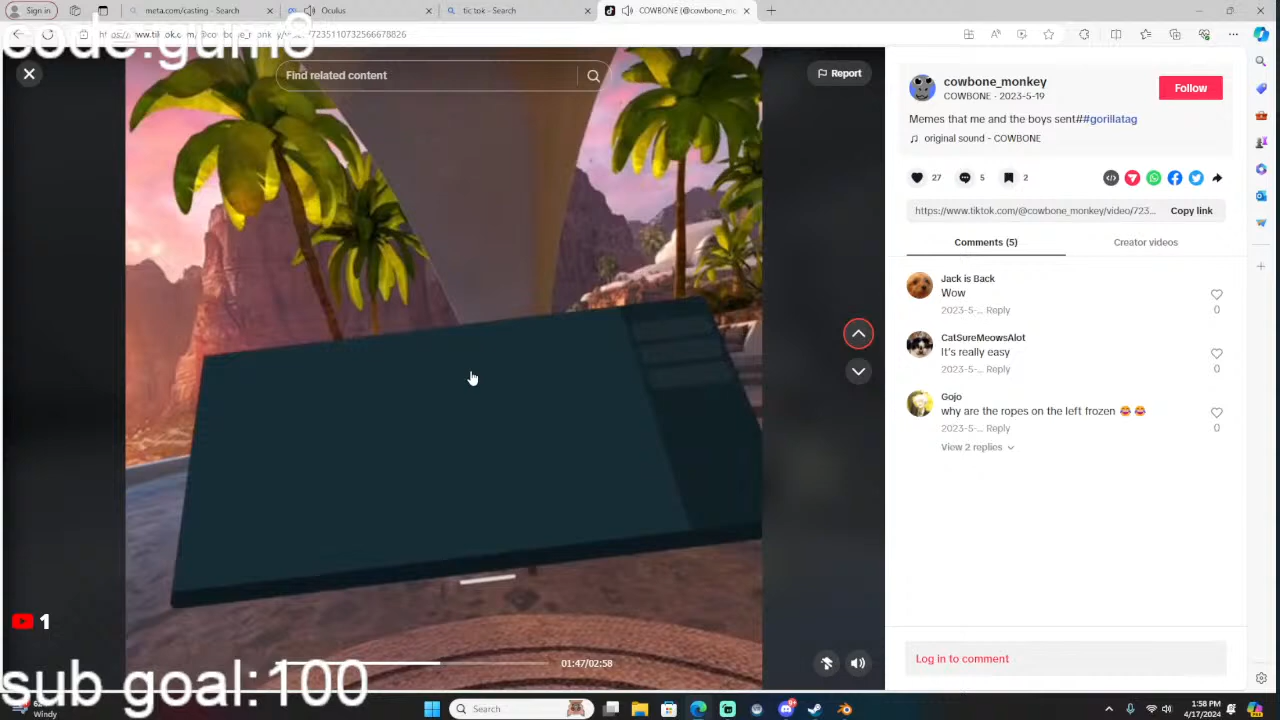 Sign in
meta.com/casting - Search
Oculus
tic tok - Search
COWBONE (@cowbone_m
code:gum8
Find related content
Report
cowbone_monkey
COWBONE · 2023-5-19
Follow
Memes that me and the boys sent##gorillatag
original sound - COWBONE
27
5
2
https://www.tiktok.com/@cowbone_monkey/video/723...
Copy link
Comments (5)
Creator videos
Jack is Back
Wow
2023-5-... Reply
0
CatSureMeowsAlot
It's really easy
2023-5-... Reply
0
Gojo
why are the ropes on the left frozen 😂 😂
2023-5-... Reply
0
View 2 replies
1
01:47/02:58
Log in to comment
sub goal:100
Windy
Search
1:58 PM
4/17/2024